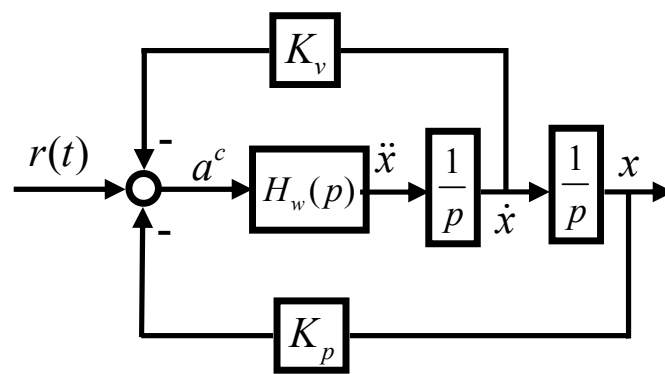 K_v
-
r(t) a^c H_w(p) ẍ 1/p ẋ 1/p x
-
K_p